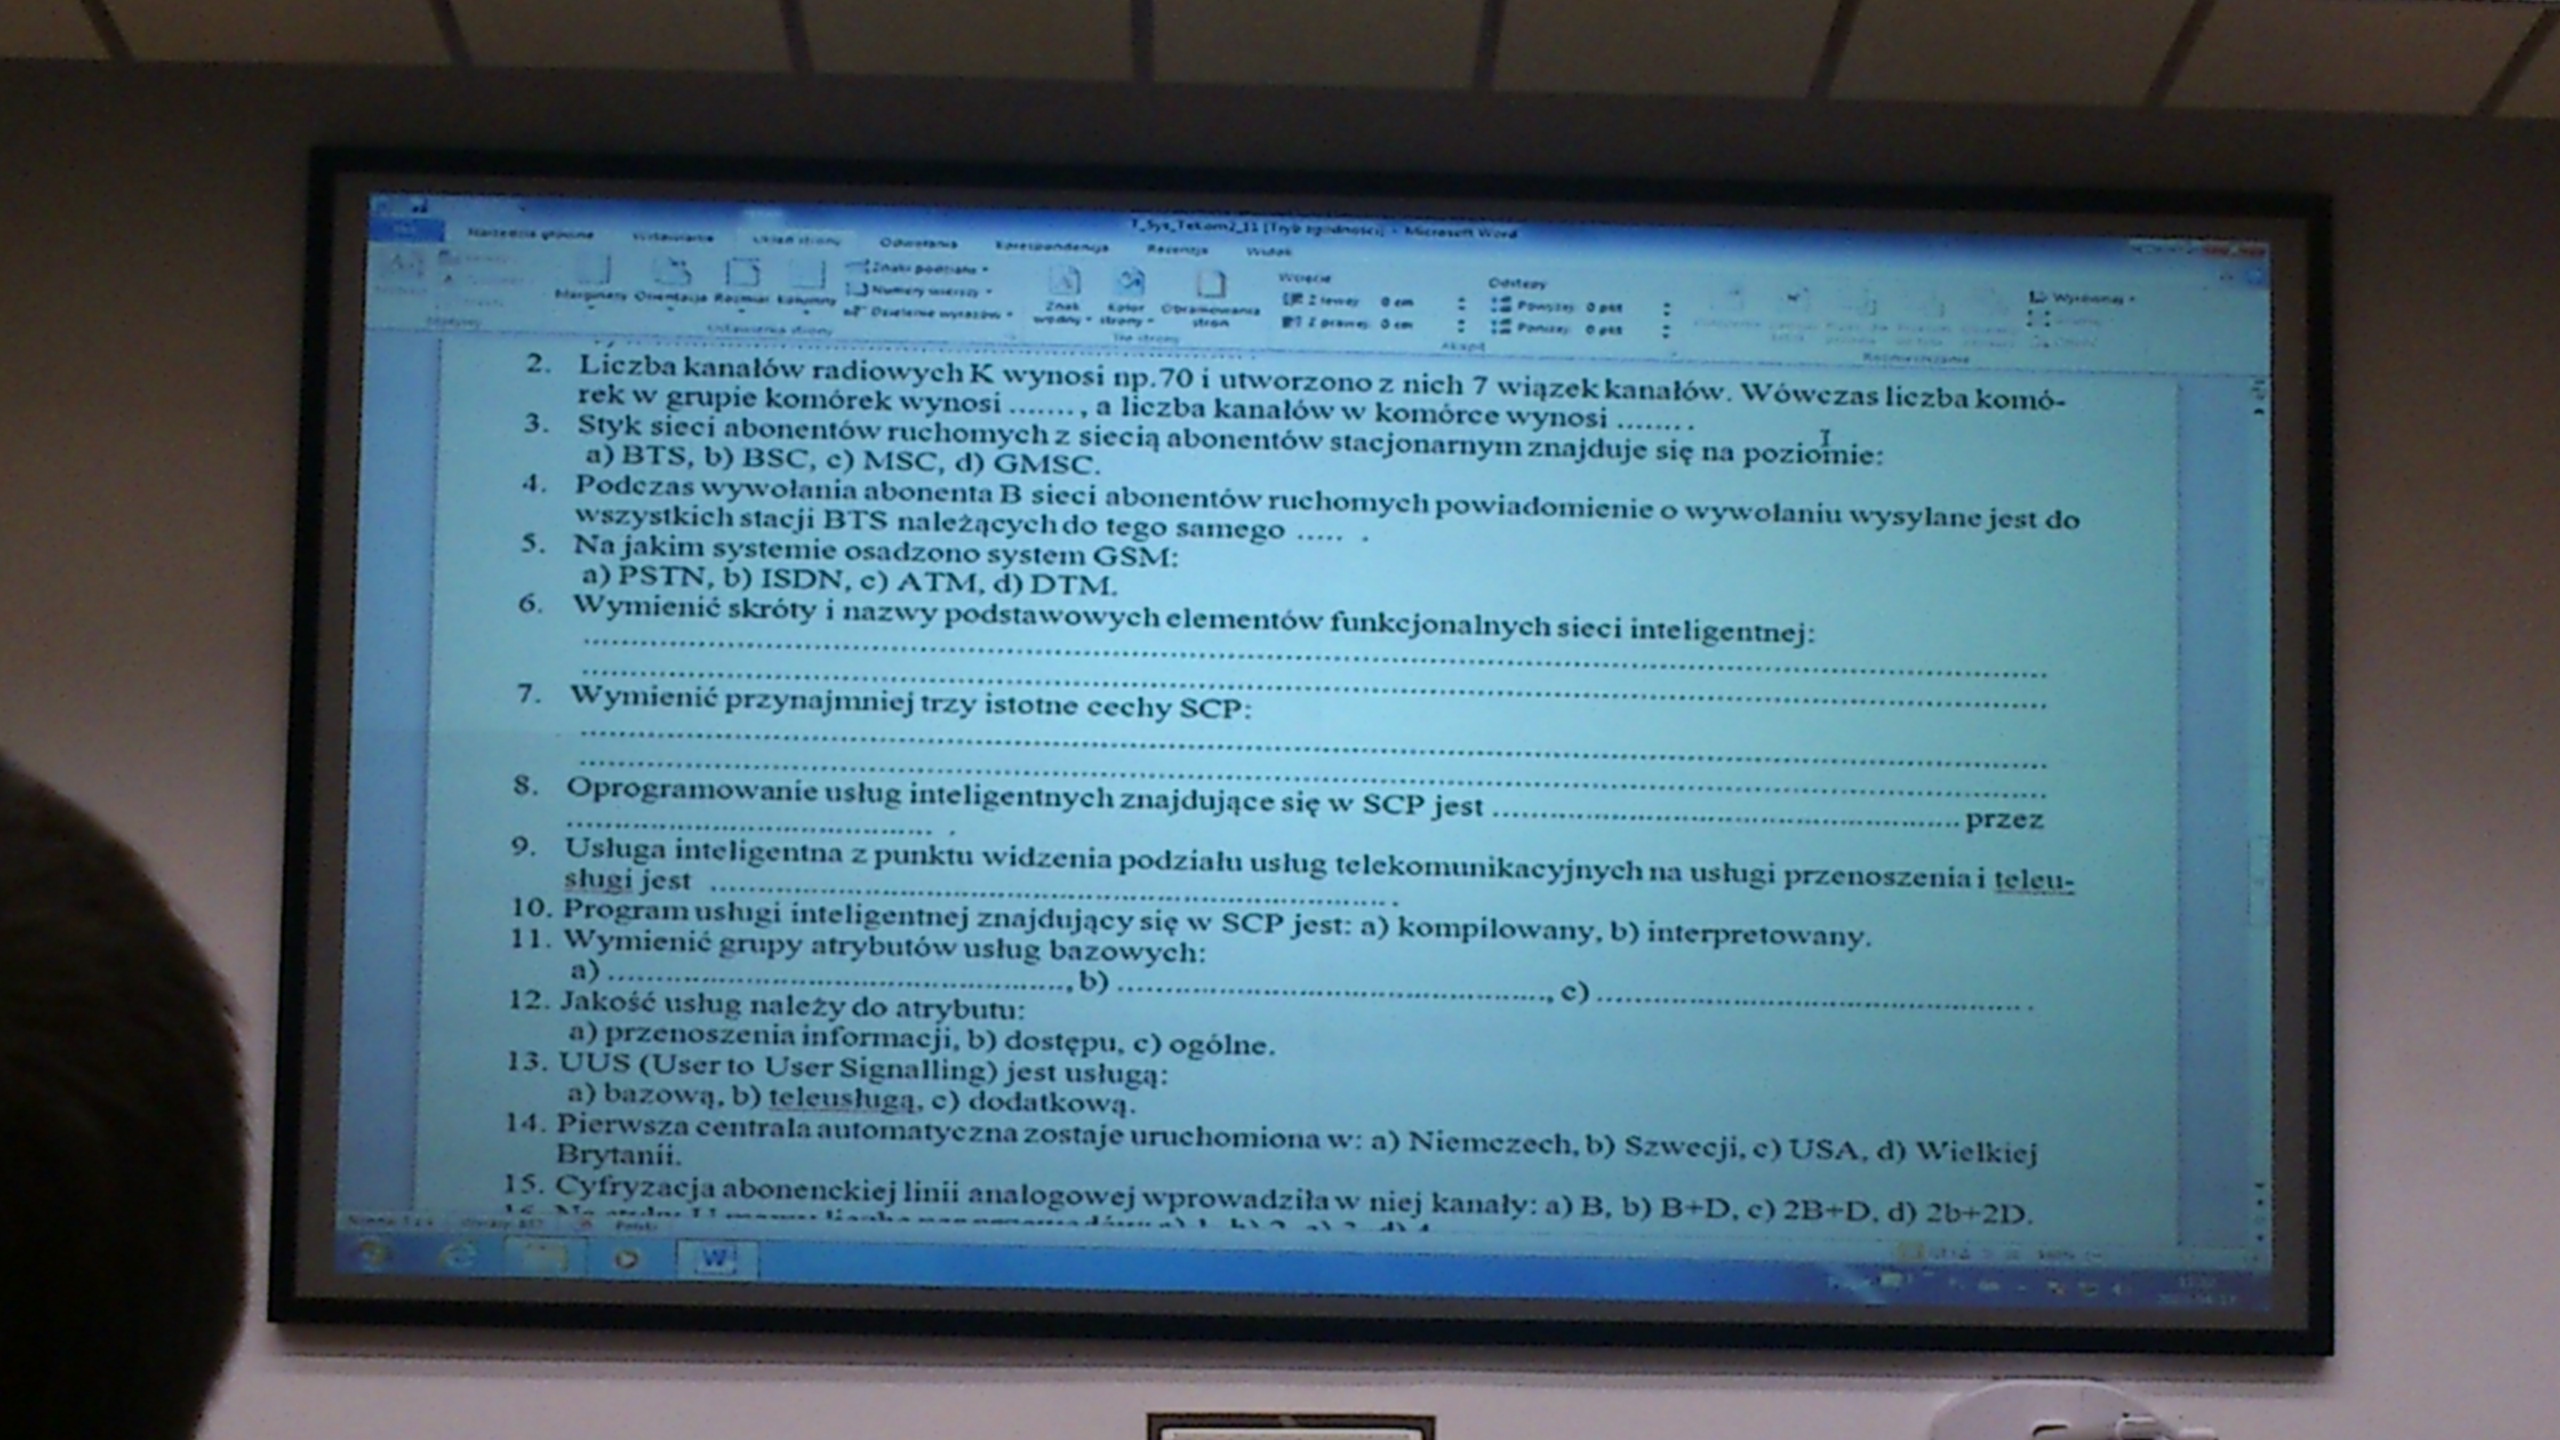 T_Sys_Tekom2_11 [Tryb zgodności] - Microsoft Word
Narzędzia główne Wstawianie Układ strony Odwołania Korespondencja Recenzja Widok
Marginesy Orientacja Rozmiar Kolumny
Znaki podziału
Numery wierszy
Dzielenie wyrazów
Znak wodny Kolor strony Obramowania stron
Wcięcie
Z lewej: 0 cm
Z prawej: 0 cm
Odstępy
Powyżej: 0 pkt
Poniżej: 0 pkt
Wyrównaj
Ustawienia strony Tło strony Akapit Rozmieszczanie
2. Liczba kanałów radiowych K wynosi np.70 i utworzono z nich 7 wiązek kanałów. Wówczas liczba komó-
rek w grupie komórek wynosi ......., a liczba kanałów w komórce wynosi ........
3. Styk sieci abonentów ruchomych z siecią abonentów stacjonarnym znajduje się na poziomie:
a) BTS, b) BSC, c) MSC, d) GMSC.
4. Podczas wywołania abonenta B sieci abonentów ruchomych powiadomienie o wywołaniu wysyłane jest do
wszystkich stacji BTS należących do tego samego ..... .
5. Na jakim systemie osadzono system GSM:
a) PSTN, b) ISDN, c) ATM, d) DTM.
6. Wymienić skróty i nazwy podstawowych elementów funkcjonalnych sieci inteligentnej:
7. Wymienić przynajmniej trzy istotne cechy SCP:
8. Oprogramowanie usług inteligentnych znajdujące się w SCP jest ........................ przez
........................ .
9. Usługa inteligentna z punktu widzenia podziału usług telekomunikacyjnych na usługi przenoszenia i teleu-
sługi jest ........................
10. Program usługi inteligentnej znajdujący się w SCP jest: a) kompilowany, b) interpretowany.
11. Wymienić grupy atrybutów usług bazowych:
a) ........................, b) ........................, c) ........................
12. Jakość usług należy do atrybutu:
a) przenoszenia informacji, b) dostępu, c) ogólne.
13. UUS (User to User Signalling) jest usługą:
a) bazową, b) teleusługą, c) dodatkową.
14. Pierwsza centrala automatyczna zostaje uruchomiona w: a) Niemczech, b) Szwecji, c) USA, d) Wielkiej
Brytanii.
15. Cyfryzacja abonenckiej linii analogowej wprowadziła w niej kanały: a) B, b) B+D, c) 2B+D, d) 2b+2D.